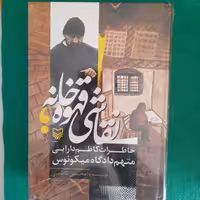 نقاشی قهوه خانه
خاطرات کاظم دارابی
متهم دادگاه میکونوس